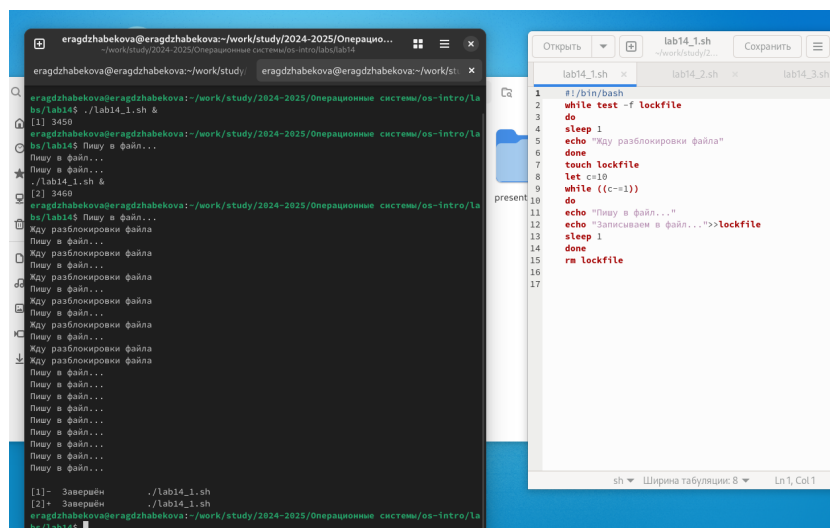 eragdzhabekova@eragdzhabekova:~/work/study/2024-2025/Операцио...
~/work/study/2024-2025/Операционные системы/os-intro/labs/lab14
eragdzhabekova@eragdzhabekova:~/work/study/
eragdzhabekova@eragdzhabekova:~/work/st
eragdzhabekova@eragdzhabekova:~/work/study/2024-2025/Операционные системы/os-intro/la
bs/lab14$ ./lab14_1.sh &
[1] 3450
eragdzhabekova@eragdzhabekova:~/work/study/2024-2025/Операционные системы/os-intro/la
bs/lab14$ Пишу в файл...
Пишу в файл...
Пишу в файл...
./lab14_1.sh &
[2] 3460
eragdzhabekova@eragdzhabekova:~/work/study/2024-2025/Операционные системы/os-intro/la
bs/lab14$ Пишу в файл...
Жду разблокировки файла
Пишу в файл...
Жду разблокировки файла
Пишу в файл...
Жду разблокировки файла
Пишу в файл...
Жду разблокировки файла
Пишу в файл...
Жду разблокировки файла
Пишу в файл...
Жду разблокировки файла
Жду разблокировки файла
Пишу в файл...
Пишу в файл...
Пишу в файл...
Пишу в файл...
Пишу в файл...
Пишу в файл...
Пишу в файл...
Пишу в файл...
Пишу в файл...
[1]- Завершён ./lab14_1.sh
[2]+ Завершён ./lab14_1.sh
eragdzhabekova@eragdzhabekova:~/work/study/2024-2025/Операционные системы/os-intro/la
bs/lab14$
present
Открыть
lab14_1.sh
~/work/study/2...
Сохранить
lab14_1.sh
lab14_2.sh
lab14_3.sh
1 #!/bin/bash
2 while test -f lockfile
3 do
4 sleep 1
5 echo "Жду разблокировки файла"
6 done
7 touch lockfile
8 let c=10
9 while ((c-=1))
10 do
11 echo "Пишу в файл..."
12 echo "Записываем в файл...">>lockfile
13 sleep 1
14 done
15 rm lockfile
16
17
sh
Ширина табуляции: 8
Ln 1, Col 1